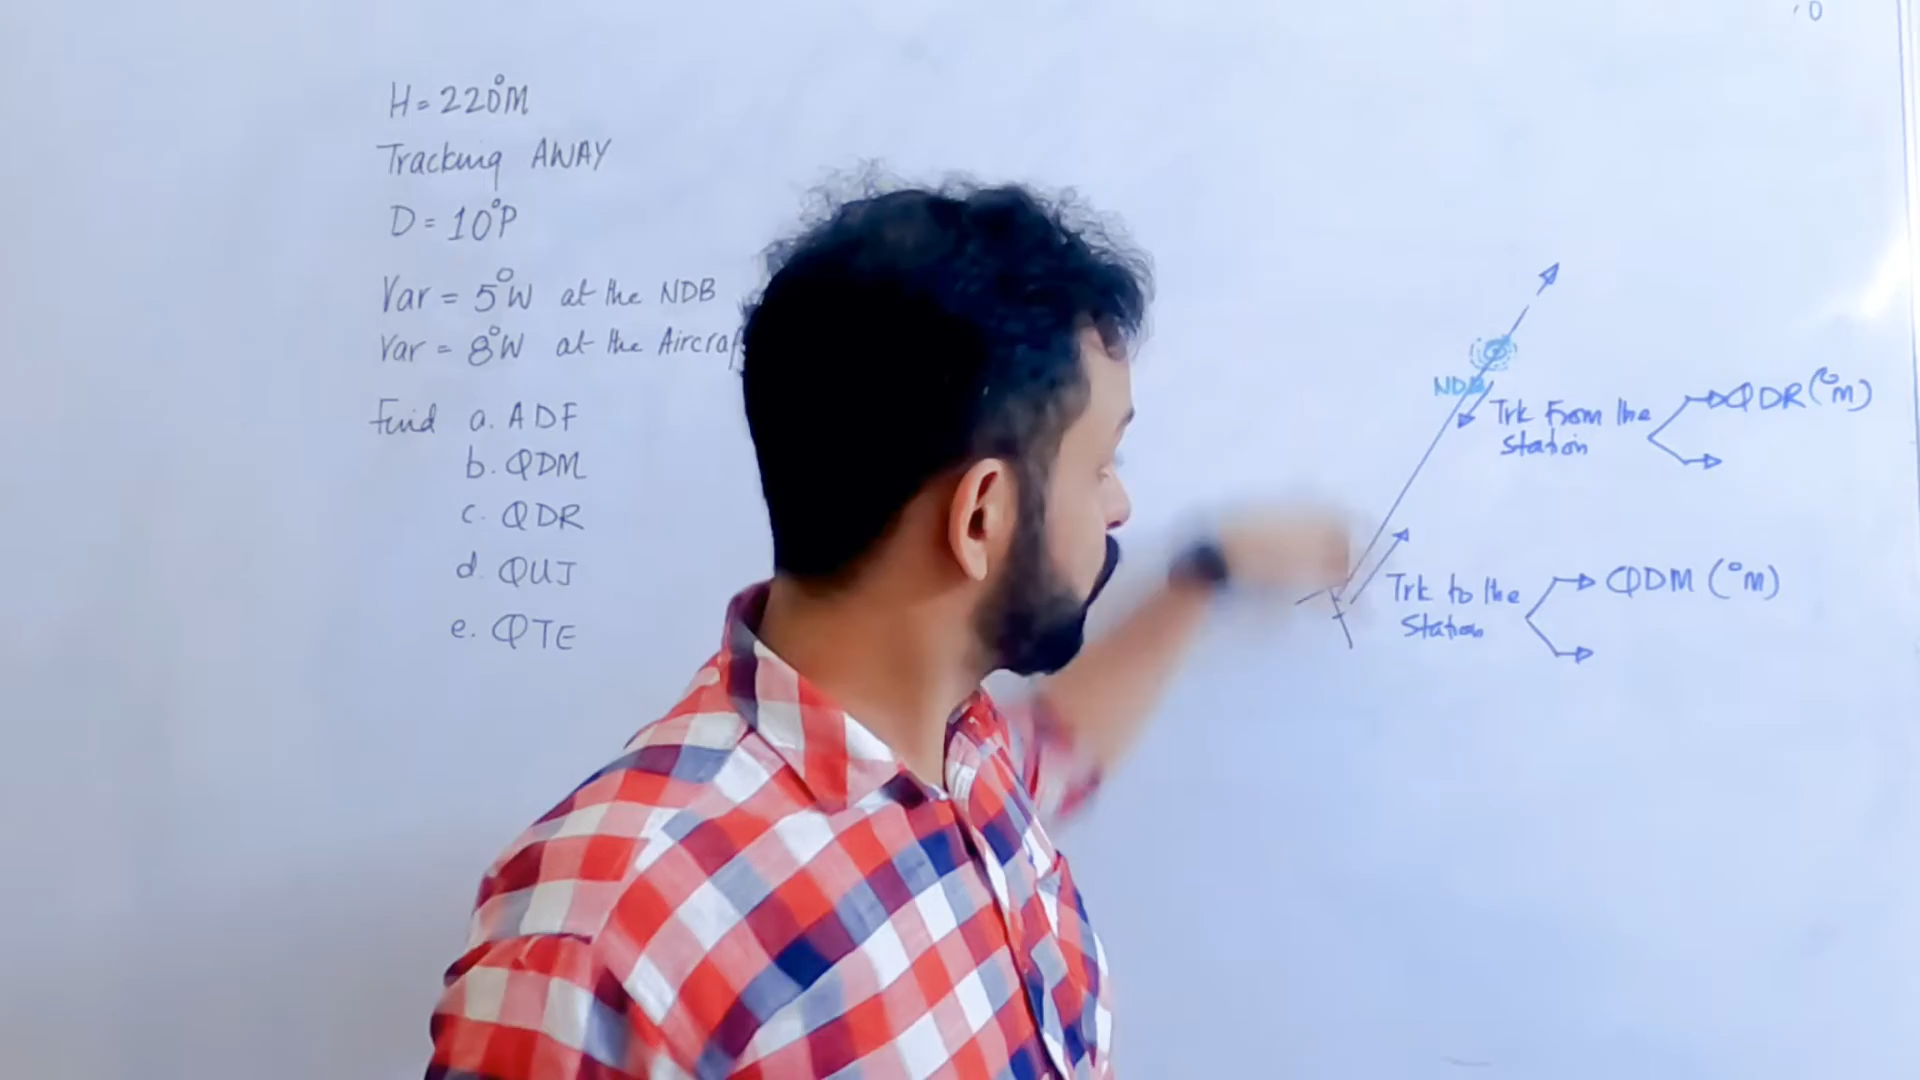 H = 220°M
Tracking AWAY
D = 10°P
Var = 5°W at the NDB
Var = 8°W at the Aircraf
Find a. ADF
b. QDM
c. QDR
d. QUJ
e. QTE
NDB
Trk From the Station
QDR (°M)
Trk to the Station
QDM (°M)